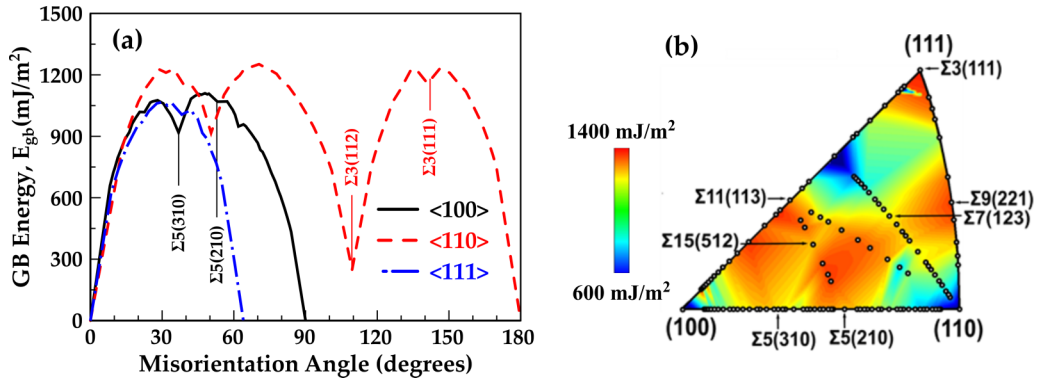 (a)
GB Energy, E_gb(mJ/m²)
1500
1200
900
600
300
0
0 30 60 90 120 150 180
Misorientation Angle (degrees)
Σ5(310)
Σ5(210)
Σ3(112)
Σ3(111)
<100>
<110>
<111>
(b)
(111)
Σ3(111)
1400 mJ/m²
600 mJ/m²
Σ11(113)
Σ15(512)
Σ9(221)
Σ7(123)
(100)
(110)
Σ5(310)
Σ5(210)